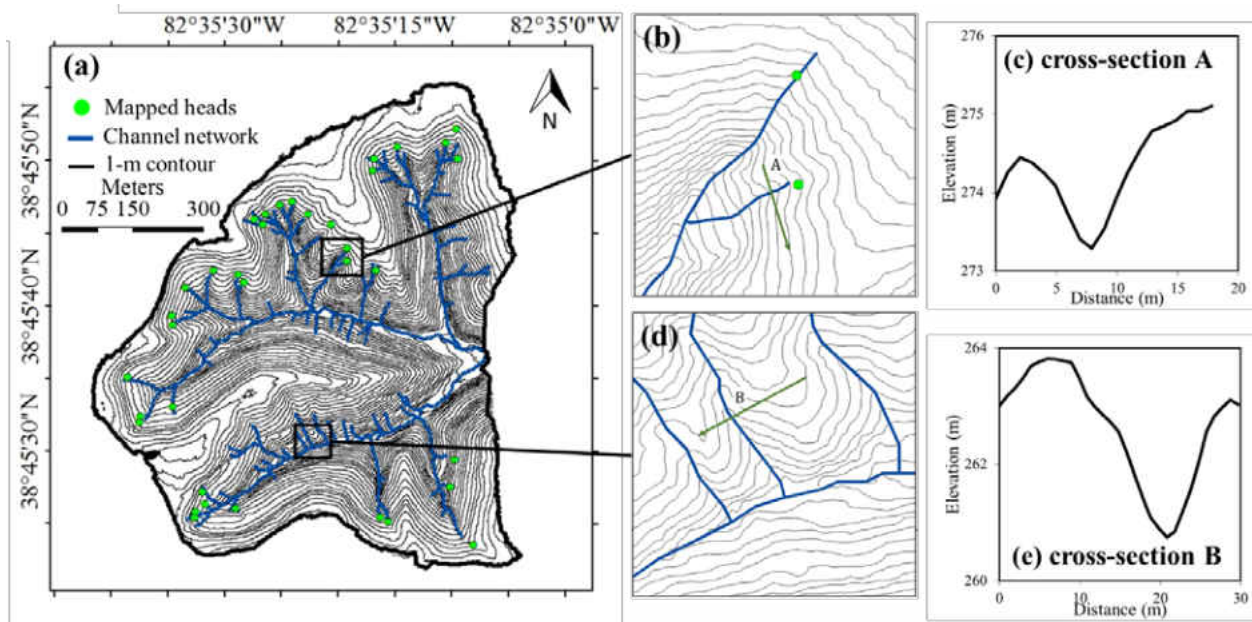 82°35'30"W 82°35'15"W 82°35'0"W
(a)
Mapped heads
Channel network
1-m contour
Meters
0 75 150 300
N
38°45'50"N
38°45'40"N
38°45'30"N
(b)
A
(c) cross-section A
Elevation (m)
276
275
274
273
0 5 10 15 20
Distance (m)
(d)
B
(e) cross-section B
Elevation (m)
264
262
260
0 10 20 30
Distance (m)